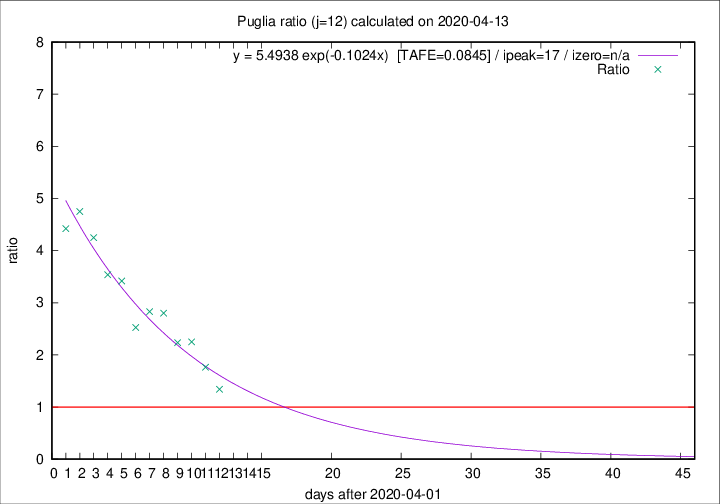 Puglia ratio (j=12) calculated on 2020-04-13
y = 5.4938 exp(-0.1024x)  [TAFE=0.0845] / ipeak=17 / izero=n/a
Ratio
8
7
6
5
4
3
2
1
0
ratio
0 1 2 3 4 5 6 7 8 9 10 11 12 13 14 15 20 25 30 35 40 45
days after 2020-04-01